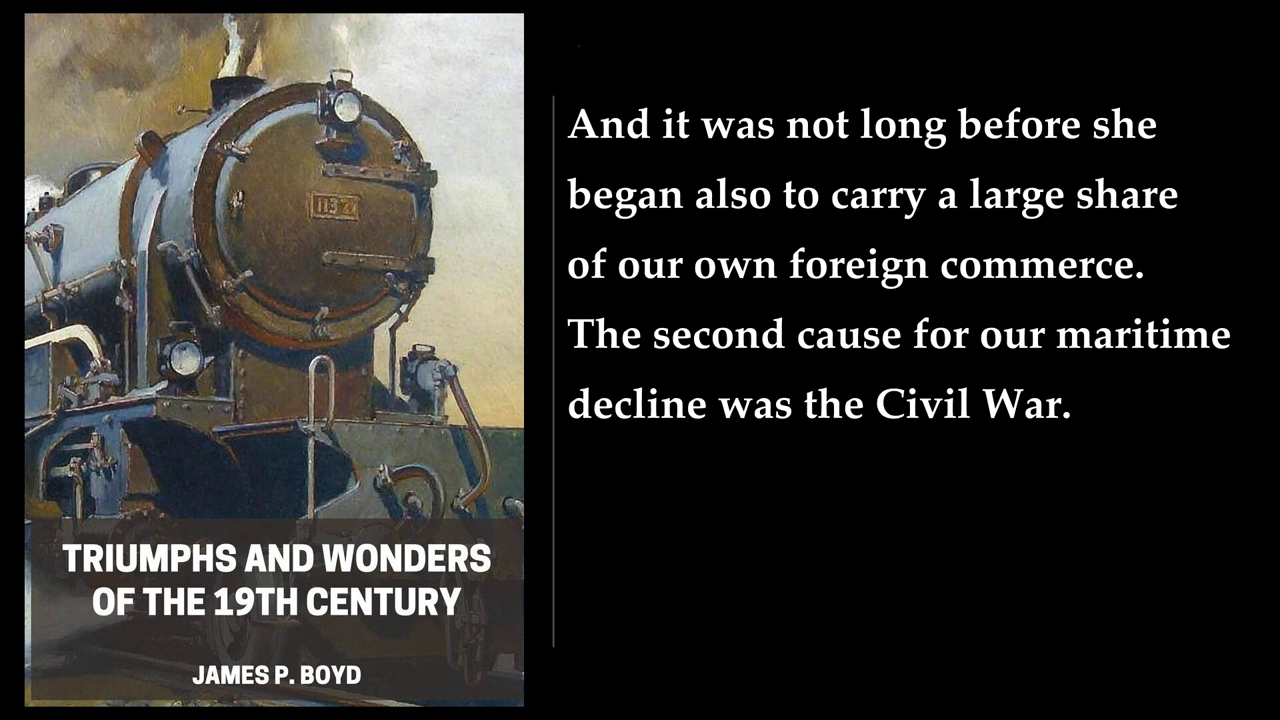 TRIUMPHS AND WONDERS
OF THE 19TH CENTURY
JAMES P. BOYD
And it was not long before she
began also to carry a large share
of our own foreign commerce.
The second cause for our maritime
decline was the Civil War.